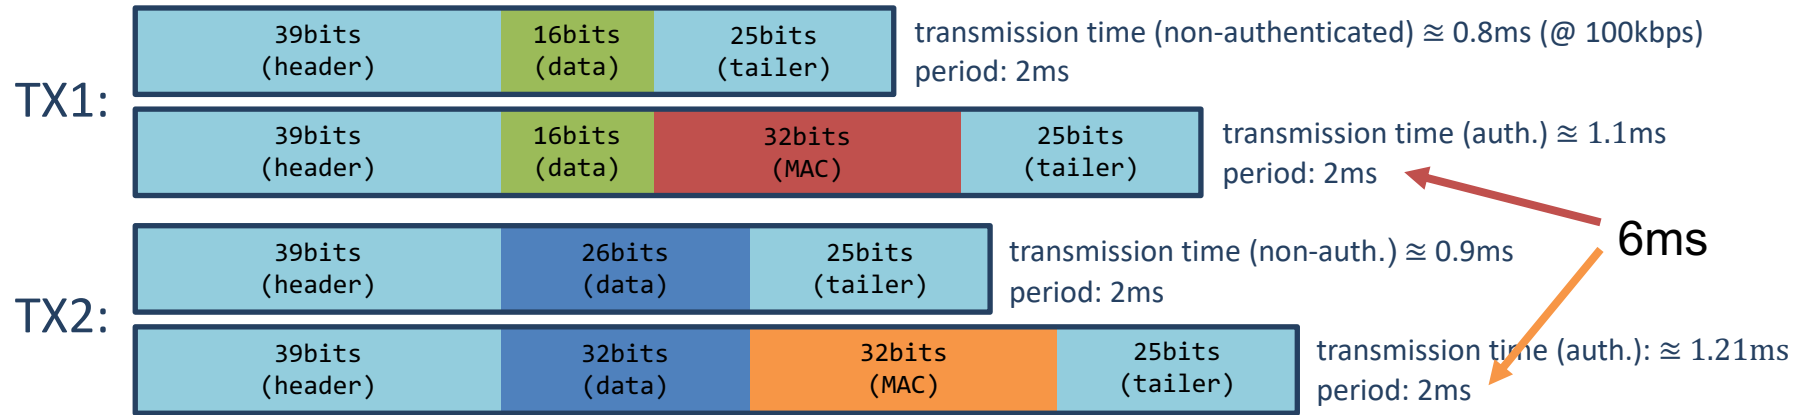 TX1:
39bits
(header)
16bits
(data)
25bits
(tailer)
transmission time (non-authenticated) ≅ 0.8ms (@ 100kbps)
period: 2ms
39bits
(header)
16bits
(data)
32bits
(MAC)
25bits
(tailer)
transmission time (auth.) ≅ 1.1ms
period: 2ms
6ms
TX2:
39bits
(header)
26bits
(data)
25bits
(tailer)
transmission time (non-auth.) ≅ 0.9ms
period: 2ms
39bits
(header)
32bits
(data)
32bits
(MAC)
25bits
(tailer)
transmission time (auth.): ≅ 1.21ms
period: 2ms